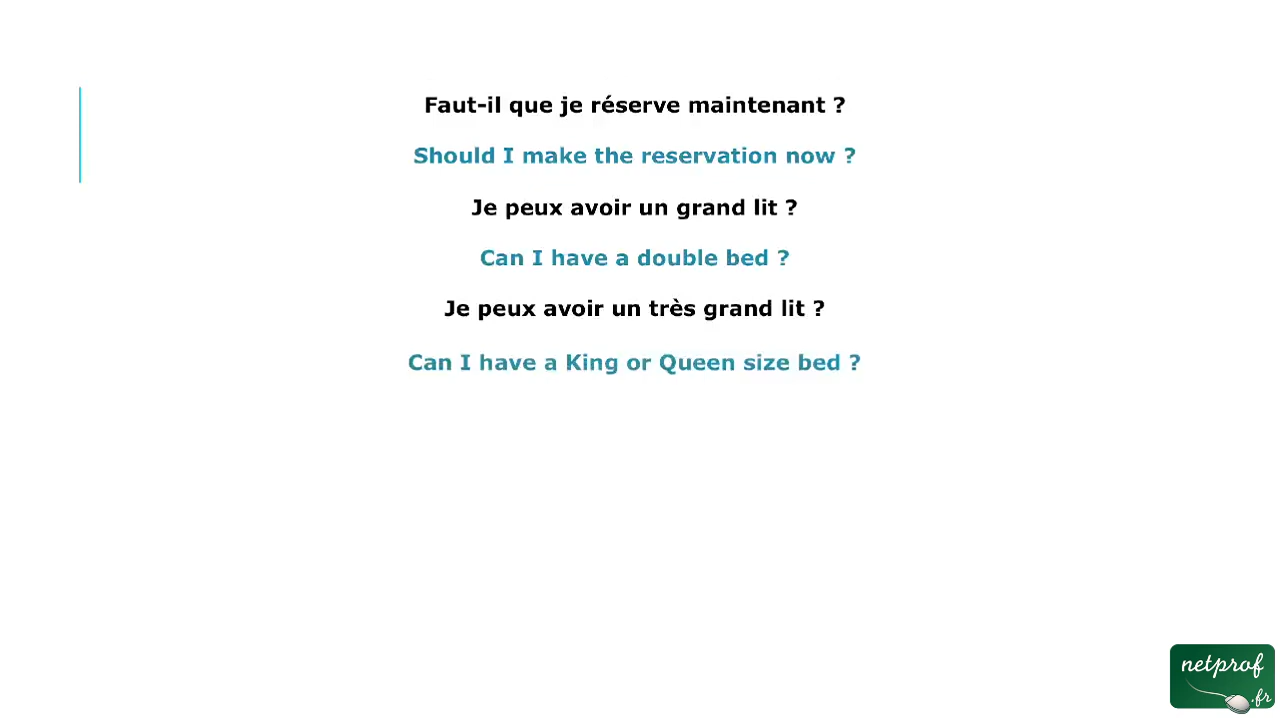 Faut-il que je réserve maintenant ?
Should I make the reservation now ?
Je peux avoir un grand lit ?
Can I have a double bed ?
Je peux avoir un très grand lit ?
Can I have a King or Queen size bed ?
netprof
.fr